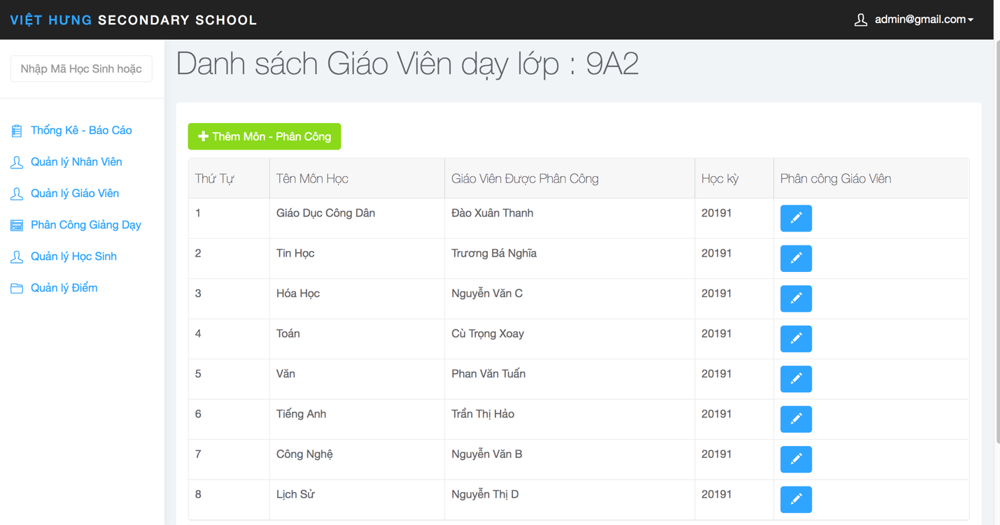 VIỆT HƯNG SECONDARY SCHOOL
admin@gmail.com
Nhập Mã Học Sinh hoặc
Danh sách Giáo Viên dạy lớp : 9A2
Thống Kê - Báo Cáo
Quản lý Nhân Viên
Quản lý Giáo Viên
Phân Công Giảng Dạy
Quản lý Học Sinh
Quản lý Điểm
Thêm Môn - Phân Công
Thứ Tự Tên Môn Học Giáo Viên Được Phân Công Học kỳ Phân công Giáo Viên
1 Giáo Dục Công Dân Đào Xuân Thanh 20191
2 Tin Học Trương Bá Nghĩa 20191
3 Hóa Học Nguyễn Văn C 20191
4 Toán Cù Trọng Xoay 20191
5 Văn Phan Văn Tuấn 20191
6 Tiếng Anh Trần Thị Hảo 20191
7 Công Nghệ Nguyễn Văn B 20191
8 Lịch Sử Nguyễn Thị D 20191